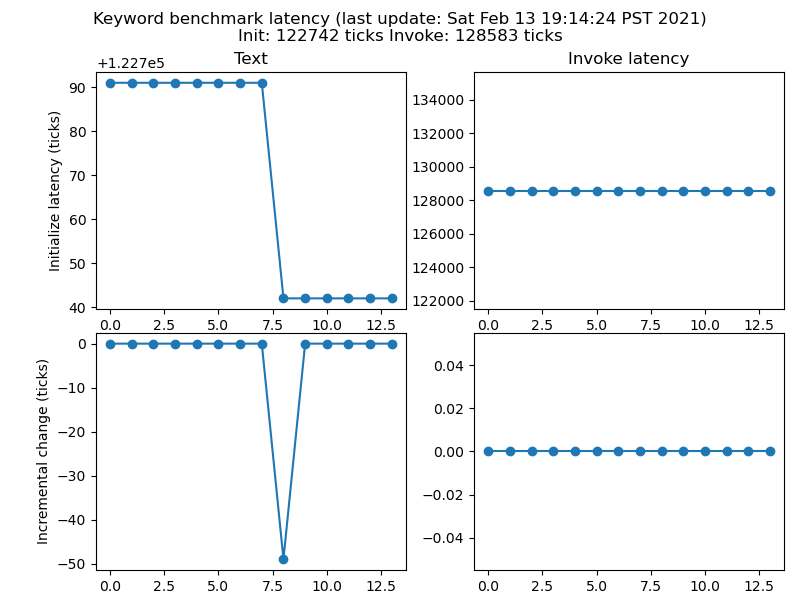 Keyword benchmark latency (last update: Sat Feb 13 19:14:24 PST 2021)
Init: 122742 ticks Invoke: 128583 ticks
Text
+1.227e5
Initialize latency (ticks)
90
80
70
60
50
40
0.0 2.5 5.0 7.5 10.0 12.5
Invoke latency
134000
132000
130000
128000
126000
124000
122000
0.0 2.5 5.0 7.5 10.0 12.5
Incremental change (ticks)
0
−10
−20
−30
−40
−50
0.0 2.5 5.0 7.5 10.0 12.5
0.04
0.02
0.00
−0.02
−0.04
0.0 2.5 5.0 7.5 10.0 12.5